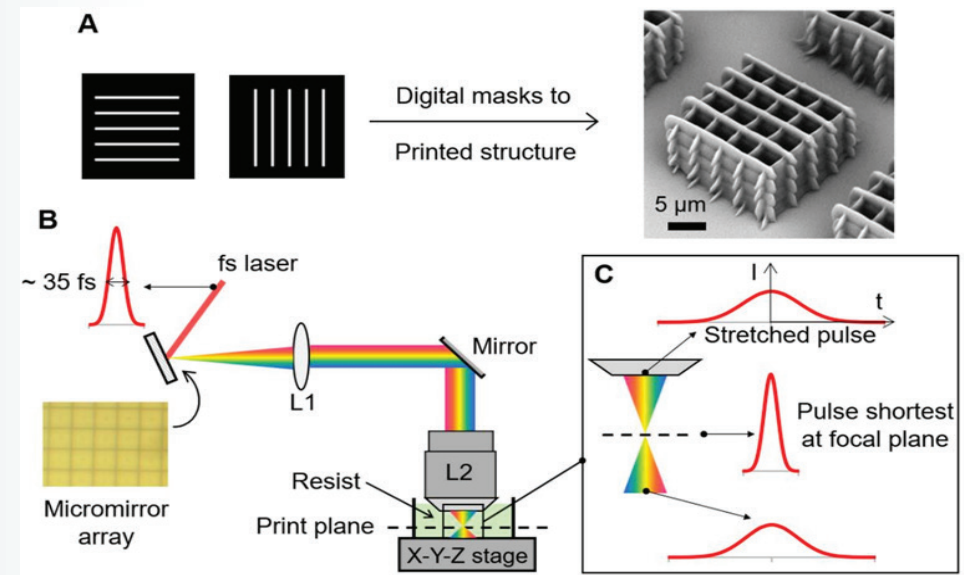 A
Digital masks to
Printed structure
5 µm
B
~ 35 fs
fs laser
L1
Mirror
Micromirror
array
Resist
Print plane
L2
X-Y-Z stage
C
I
t
Stretched pulse
Pulse shortest
at focal plane